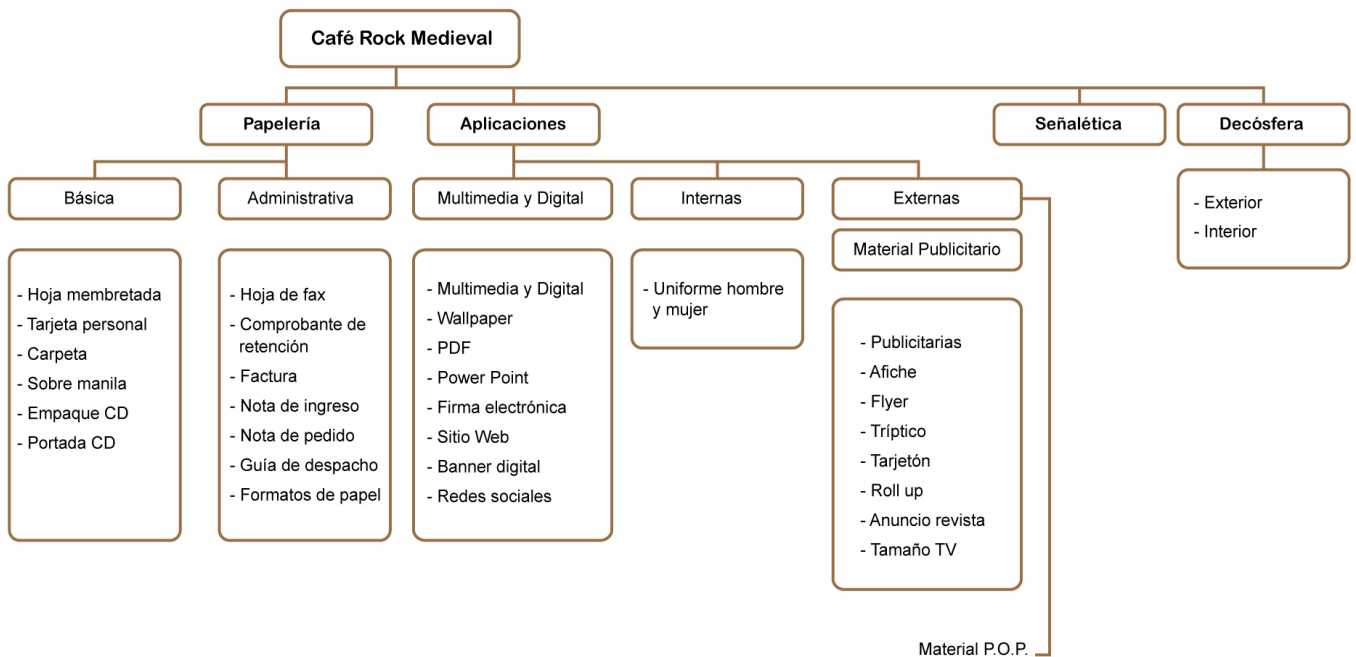 Café Rock Medieval
Papelería
Aplicaciones
Señalética
Decósfera
Básica
Administrativa
Multimedia y Digital
Internas
Externas
Material Publicitario
- Hoja membretada
- Tarjeta personal
- Carpeta
- Sobre manila
- Empaque CD
- Portada CD
- Hoja de fax
- Comprobante de
retención
- Factura
- Nota de ingreso
- Nota de pedido
- Guía de despacho
- Formatos de papel
- Multimedia y Digital
- Wallpaper
- PDF
- Power Point
- Firma electrónica
- Sitio Web
- Banner digital
- Redes sociales
- Uniforme hombre
y mujer
- Publicitarias
- Afiche
- Flyer
- Tríptico
- Tarjetón
- Roll up
- Anuncio revista
- Tamaño TV
- Exterior
- Interior
Material P.O.P.